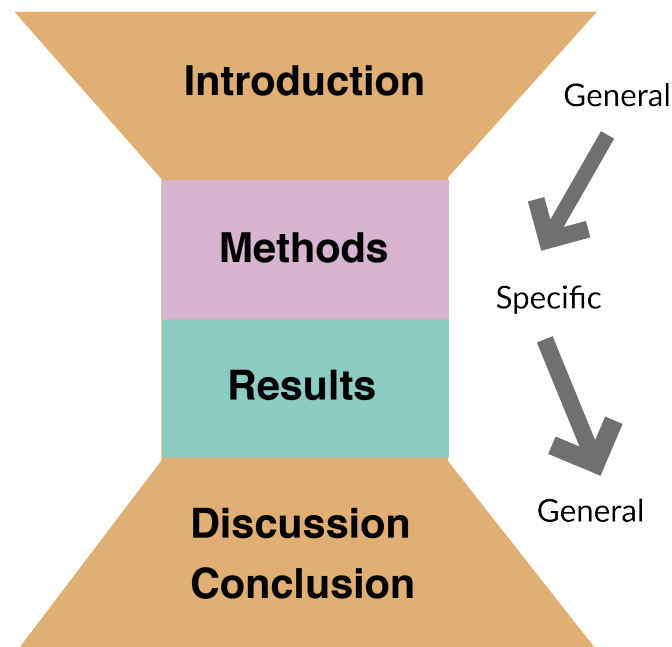 Introduction
General
Methods
Specific
Results
Discussion
Conclusion
General